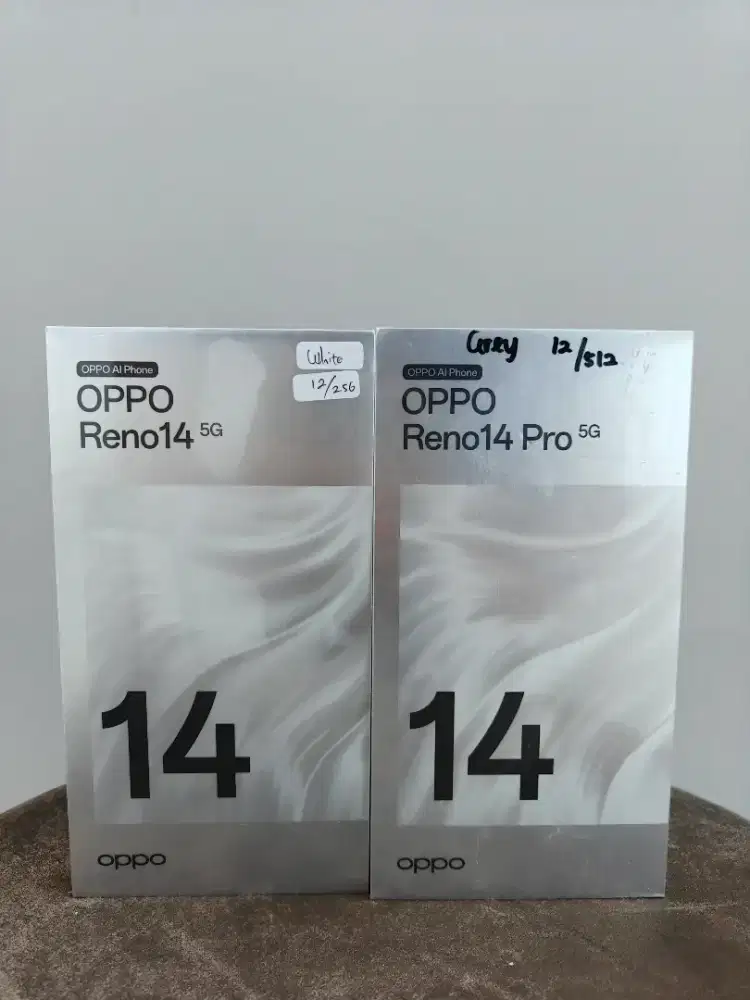 OPPO AI Phone
OPPO
Reno14 5G
White
12/256
14
oppo
Grey 12/512
OPPO AI Phone
OPPO
Reno14 Pro 5G
14
oppo